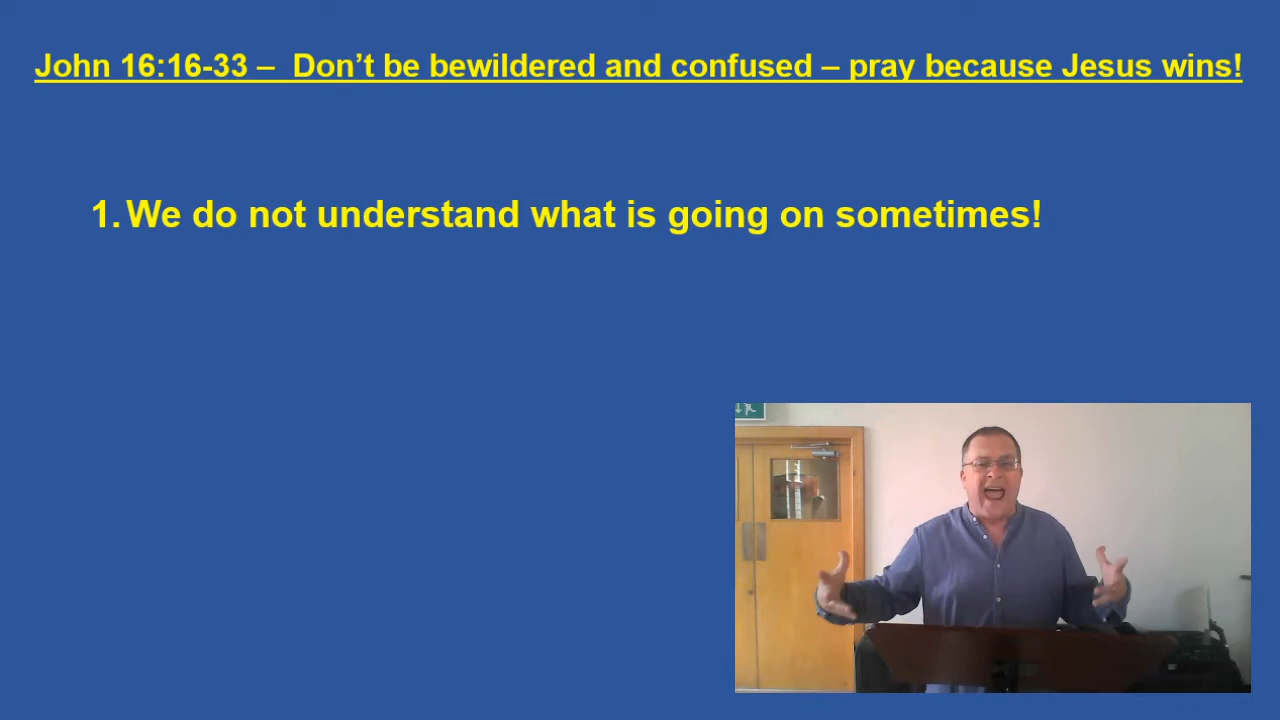 John 16:16-33 –  Don’t be bewildered and confused – pray because Jesus wins!
1. We do not understand what is going on sometimes!